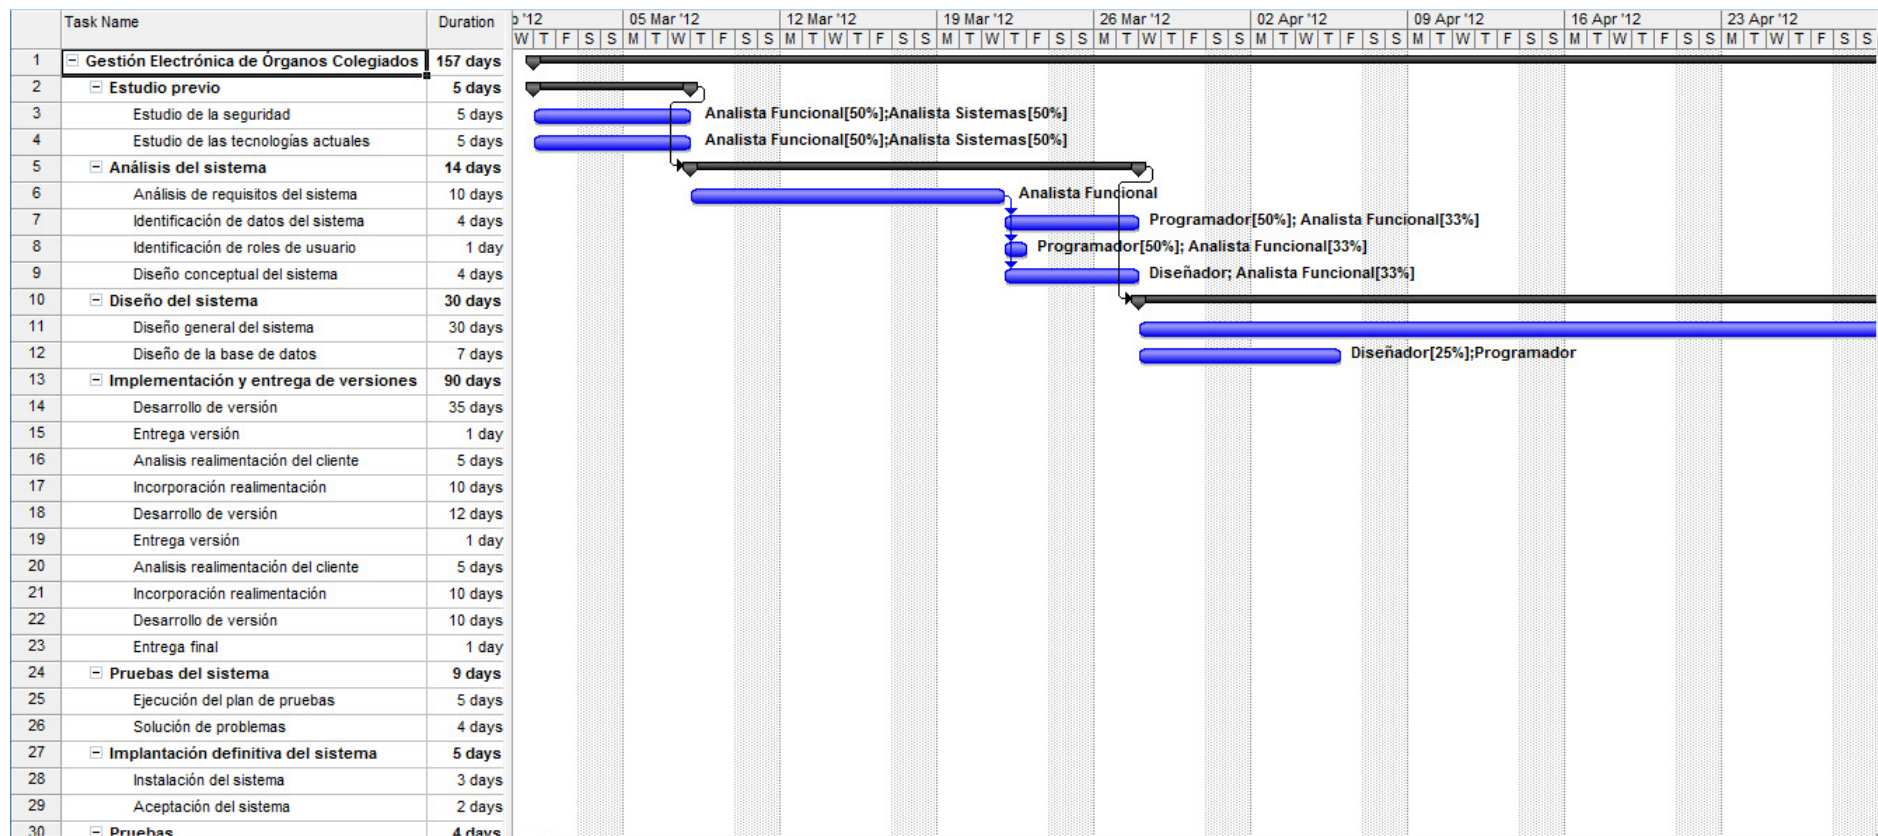 Task Name Duration
'12 05 Mar '12 12 Mar '12 19 Mar '12 26 Mar '12 02 Apr '12 09 Apr '12 16 Apr '12 23 Apr '12
W T F S S M T W T F S S M T W T F S S M T W T F S S M T W T F S S M T W T F S S M T W T F S S M T W T F S S M T W T F S S
1 Gestión Electrónica de Órganos Colegiados 157 days
2 Estudio previo 5 days
3 Estudio de la seguridad 5 days Analista Funcional[50%];Analista Sistemas[50%]
4 Estudio de las tecnologías actuales 5 days Analista Funcional[50%];Analista Sistemas[50%]
5 Análisis del sistema 14 days
6 Análisis de requisitos del sistema 10 days Analista Funcional
7 Identificación de datos del sistema 4 days Programador[50%]; Analista Funcional[33%]
8 Identificación de roles de usuario 1 day Programador[50%]; Analista Funcional[33%]
9 Diseño conceptual del sistema 4 days Diseñador; Analista Funcional[33%]
10 Diseño del sistema 30 days
11 Diseño general del sistema 30 days
12 Diseño de la base de datos 7 days Diseñador[25%];Programador
13 Implementación y entrega de versiones 90 days
14 Desarrollo de versión 35 days
15 Entrega versión 1 day
16 Analisis realimentación del cliente 5 days
17 Incorporación realimentación 10 days
18 Desarrollo de versión 12 days
19 Entrega versión 1 day
20 Analisis realimentación del cliente 5 days
21 Incorporación realimentación 10 days
22 Desarrollo de versión 10 days
23 Entrega final 1 day
24 Pruebas del sistema 9 days
25 Ejecución del plan de pruebas 5 days
26 Solución de problemas 4 days
27 Implantación definitiva del sistema 5 days
28 Instalación del sistema 3 days
29 Aceptación del sistema 2 days
30 Pruebas 4 days